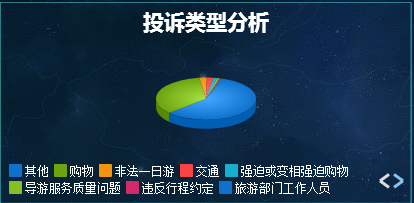 投诉类型分析
其他 购物 非法一日游 交通 强迫或变相强迫购物
导游服务质量问题 违反行程约定 旅游部门工作人员